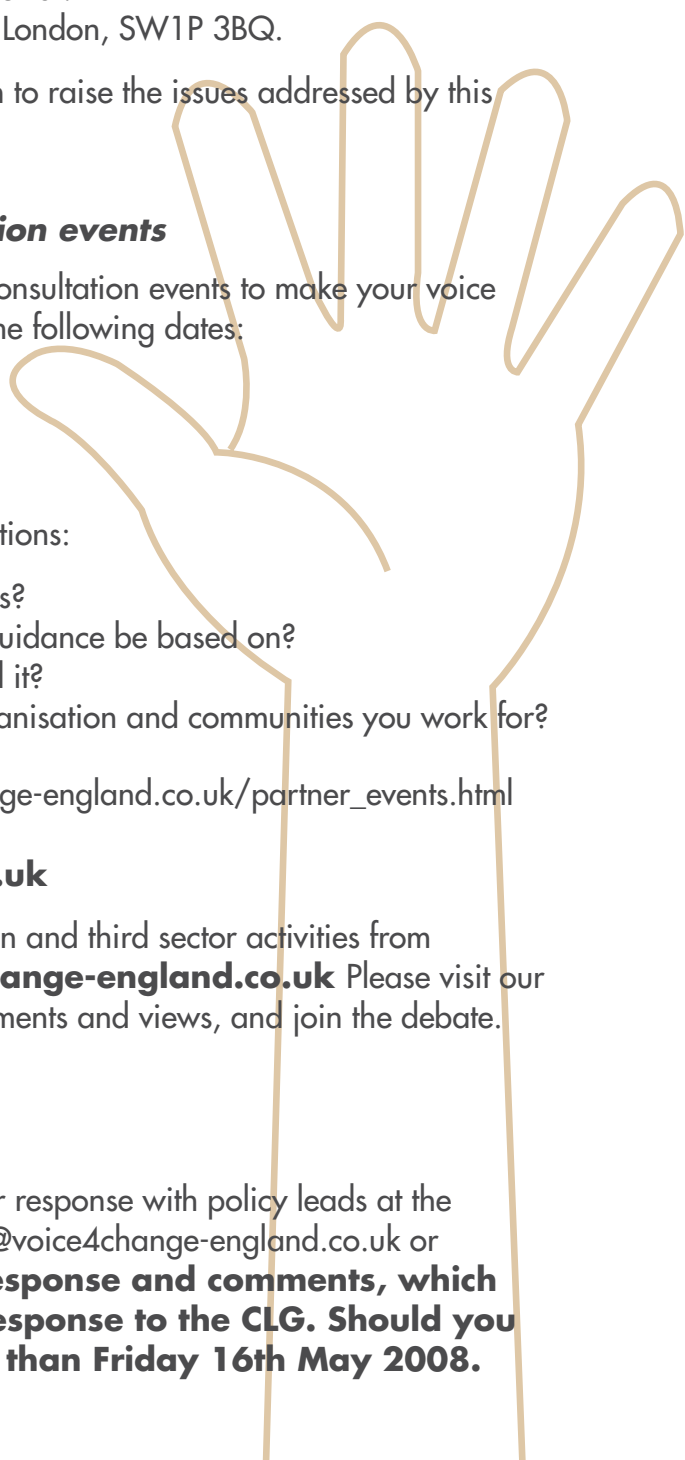 London, SW1P 3BQ.
to raise the issues addressed by this
ion events
onsultation events to make your voice
he following dates:
tions:
s?
uidance be based on?
it?
anisation and communities you work for?
ge-england.co.uk/partner_events.html
.uk
n and third sector activities from
ange-england.co.uk Please visit our
ments and views, and join the debate.
r response with policy leads at the
@voice4change-england.co.uk or
esponse and comments, which
esponse to the CLG. Should you
than Friday 16th May 2008.